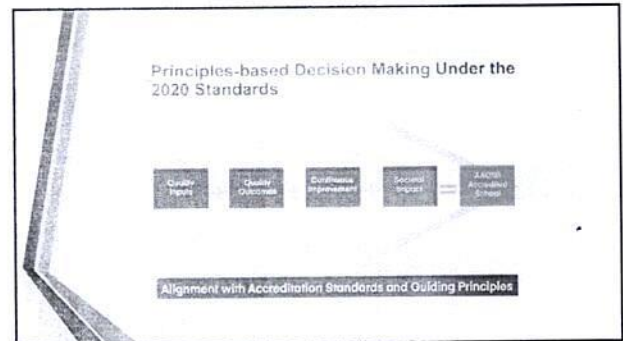 Principles-based Decision Making Under the
2020 Standards
Quality
Inputs
Quality
Outcomes
Continuous
Improvement
Societal
Impact
=
AACSB
Accredited
School
Alignment with Accreditation Standards and Guiding Principles